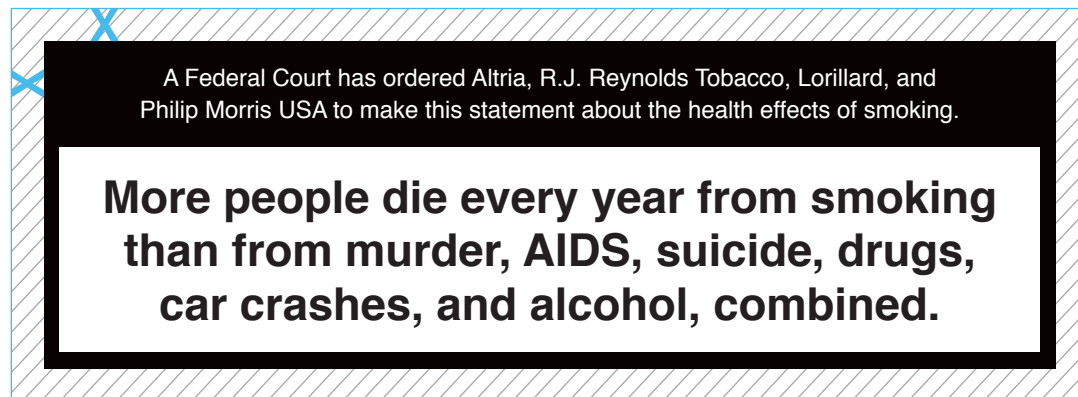 A Federal Court has ordered Altria, R.J. Reynolds Tobacco, Lorillard, and
Philip Morris USA to make this statement about the health effects of smoking.
More people die every year from smoking
than from murder, AIDS, suicide, drugs,
car crashes, and alcohol, combined.